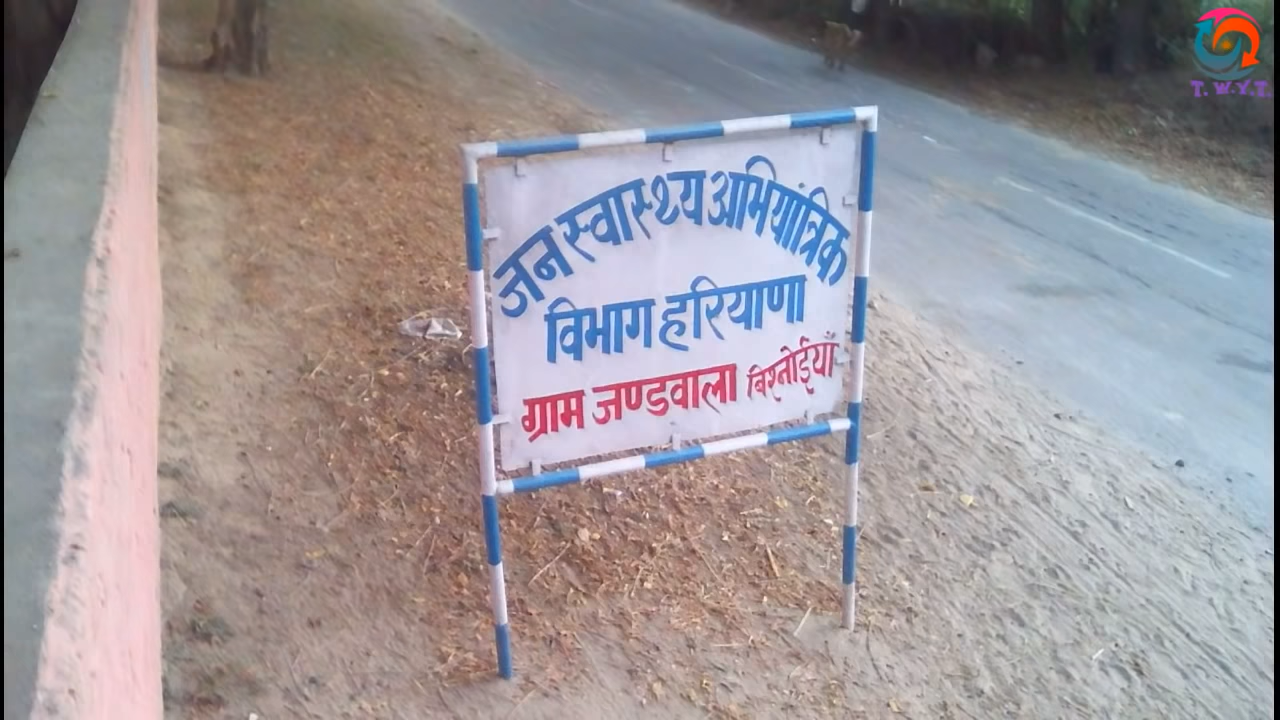 जन स्वास्थ्य अभियांत्रिक
विभाग हरियाणा
ग्राम जण्डवाला बिश्नोईयाँ
T. W.Y.T.